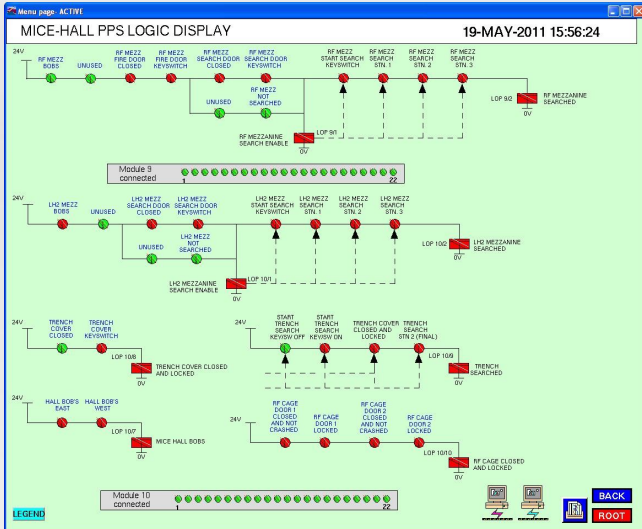 Menu page- ACTIVE
MICE-HALL PPS LOGIC DISPLAY
19-MAY-2011 15:56:24
24V
RF MEZZ
BOBS
UNUSED
RF MEZZ
FIRE DOOR
CLOSED
RF MEZZ
FIRE DOOR
KEYSWITCH
RF MEZZ
SEARCH DOOR
CLOSED
RF MEZZ
SEARCH DOOR
KEYSWITCH
RF MEZZ
START SEARCH
KEYSWITCH
RF MEZZ
SEARCH
STN. 1
RF MEZZ
SEARCH
STN. 2
RF MEZZ
SEARCH
STN. 3
UNUSED
RF MEZZ
NOT
SEARCHED
LOP 9/2
RF MEZZANINE
SEARCHED
0V
RF MEZZANINE
SEARCH ENABLE
LOP 9/1
0V
Module 9
connected
1
22
24V
LH2 MEZZ
BOBS
UNUSED
LH2 MEZZ
SEARCH DOOR
CLOSED
LH2 MEZZ
SEARCH DOOR
KEYSWITCH
LH2 MEZZ
START SEARCH
KEYSWITCH
LH2 MEZZ
SEARCH
STN. 1
LH2 MEZZ
SEARCH
STN. 2
LH2 MEZZ
SEARCH
STN. 3
UNUSED
LH2 MEZZ
NOT
SEARCHED
LOP 10/2
LH2 MEZZANINE
SEARCHED
0V
LH2 MEZZANINE
SEARCH ENABLE
LOP 10/1
0V
24V
TRENCH
COVER
CLOSED
TRENCH
COVER
KEYSWITCH
LOP 10/8
TRENCH COVER CLOSED
AND LOCKED
0V
24V
START
TRENCH
SEARCH
KEY/SW OFF
START
TRENCH
SEARCH
KEY/SW ON
TRENCH COVER
CLOSED AND
LOCKED
TRENCH
SEARCH
STN 2 (FINAL)
LOP 10/9
TRENCH
SEARCHED
0V
24V
HALL BOB'S
EAST
HALL BOB'S
WEST
LOP 10/7
MICE HALL BOBS
0V
24V
RF CAGE
DOOR 1
CLOSED
AND NOT
CRASHED
RF CAGE
DOOR 1
LOCKED
RF CAGE
DOOR 2
CLOSED
AND NOT
CRASHED
RF CAGE
DOOR 2
LOCKED
LOP 10/10
RF CAGE CLOSED
AND LOCKED
0V
Module 10
connected
1
22
LEGEND
BACK
ROOT